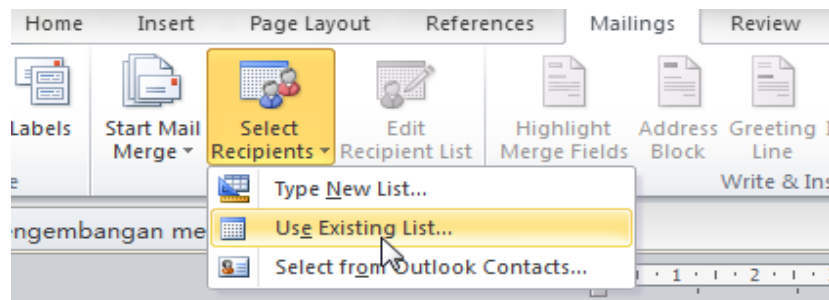 Home Insert Page Layout References Mailings Review
Labels Start Mail Merge Select Recipients Edit Recipient List Highlight Merge Fields Address Block Greeting Line
Write & Ins
Type New List...
ngembangan me
Use Existing List...
Select from Outlook Contacts...
1 2